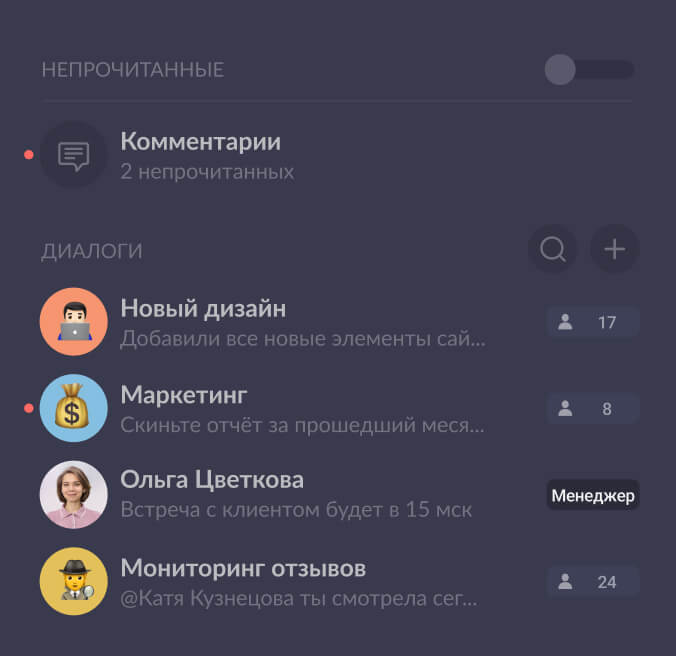 НЕПРОЧИТАННЫЕ
Комментарии
2 непрочитанных
ДИАЛОГИ
Новый дизайн
Добавили все новые элементы сай...
17
Маркетинг
Скиньте отчёт за прошедший меся...
8
Ольга Цветкова
Встреча с клиентом будет в 15 мск
Менеджер
Мониторинг отзывов
@Катя Кузнецова ты смотрела сег...
24